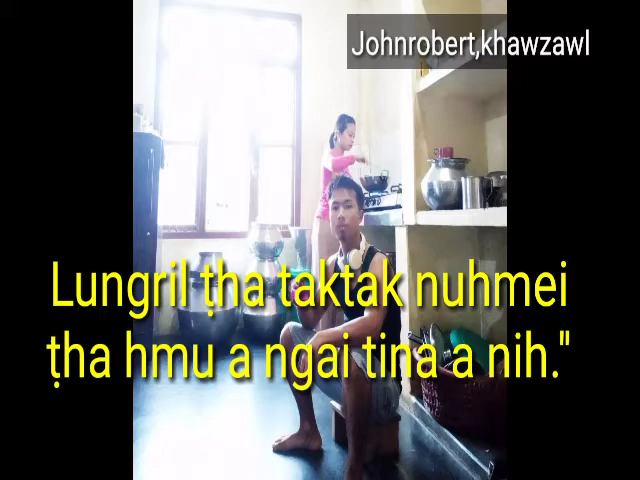 Johnrobert,khawzawl
Lungril ṭha taktak nuhmei
ṭha hmu a ngai tina a nih."